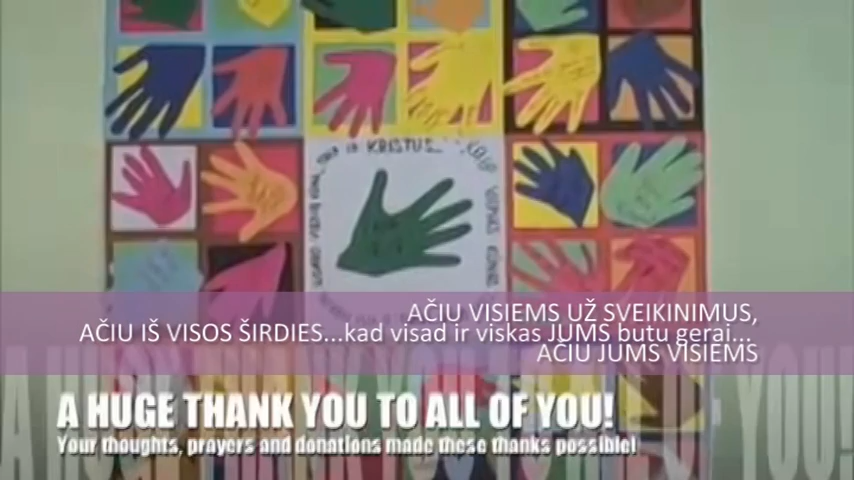 KRISTUS...
AČIU VISIEMS UŽ SVEIKINIMUS,
AČIU IŠ VISOS ŠIRDIES...kad visad ir viskas JUMS butu gerai...
AČIU JUMS VISIEMS
A HUGE THANK YOU TO ALL OF YOU!
Your thoughts, prayers and donations made these thanks possible!